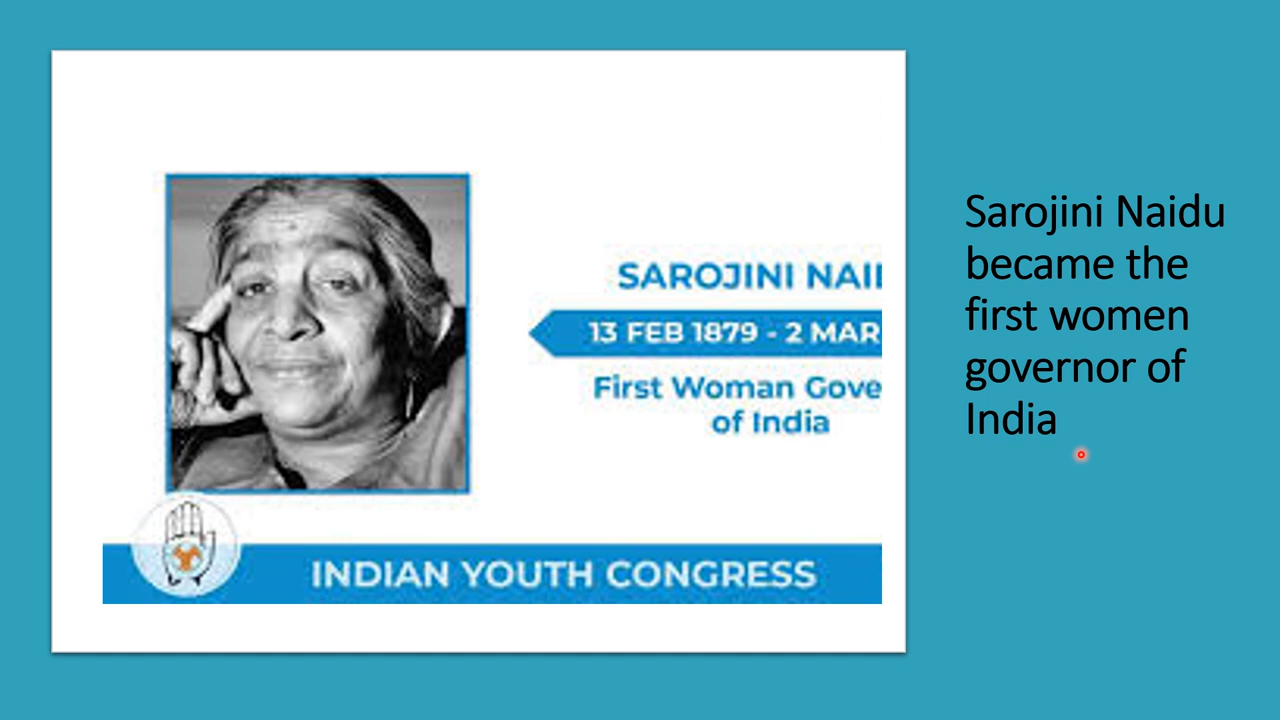 SAROJINI NAI
13 FEB 1879 - 2 MAR
First Woman Gove
of India
INDIAN YOUTH CONGRESS
Sarojini Naidu
became the
first women
governor of
India